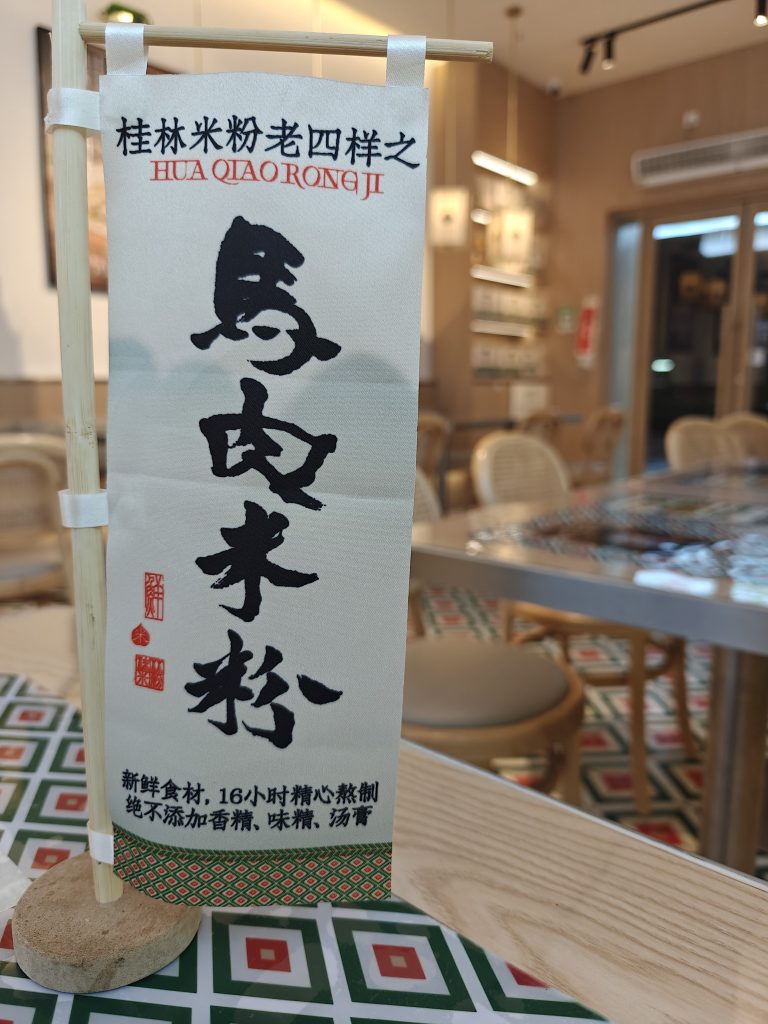 桂林米粉老四样之
HUA QIAO RONG JI
馬肉米粉
鲜
新鲜食材，16小时精心熬制
绝不添加香精、味精、汤膏